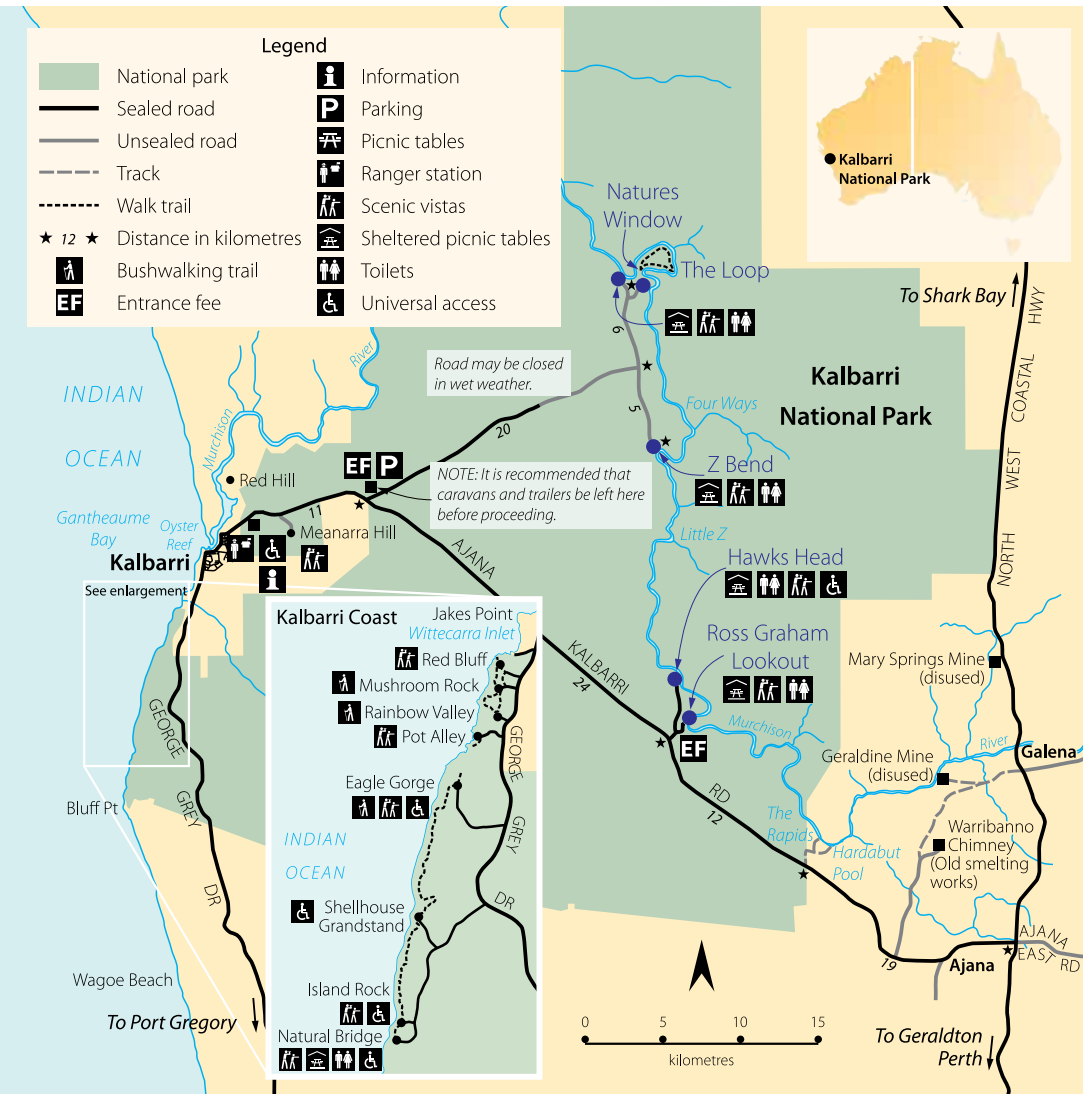 Legend
National park
Sealed road
Unsealed road
Track
Walk trail
★ 12 ★ Distance in kilometres
Bushwalking trail
EF Entrance fee
i Information
P Parking
Picnic tables
Ranger station
Scenic vistas
Sheltered picnic tables
Toilets
Universal access
Kalbarri
National Park
To Shark Bay
NORTH WEST COASTAL HWY
Natures
Window
The Loop
6
Road may be closed
in wet weather.
Kalbarri
National Park
INDIAN
OCEAN
Murchison
River
Four Ways
5
20
Z Bend
EF P
NOTE: It is recommended that
caravans and trailers be left here
before proceeding.
Red Hill
Gantheaume
Bay
Oyster
Reef
11
Meanarra Hill
Kalbarri
i
See enlargement
Little Z
Hawks Head
Ross Graham
Lookout
AJANA
KALBARRI
24
RD
12
EF
Mary Springs Mine
(disused)
Murchison
River
Galena
Geraldine Mine
(disused)
The
Rapids
Hardabut
Pool
Warribanno
Chimney
(Old smelting
works)
19
Ajana
AJANA
EAST RD
GEORGE
GREY
DR
Bluff Pt
Wagoe Beach
To Port Gregory
Kalbarri Coast
Jakes Point
Wittecarra Inlet
Red Bluff
Mushroom Rock
Rainbow Valley
Pot Alley
Eagle Gorge
GEORGE
GREY
DR
INDIAN
OCEAN
Shellhouse
Grandstand
Island Rock
Natural Bridge
0 5 10 15
kilometres
To Geraldton
Perth